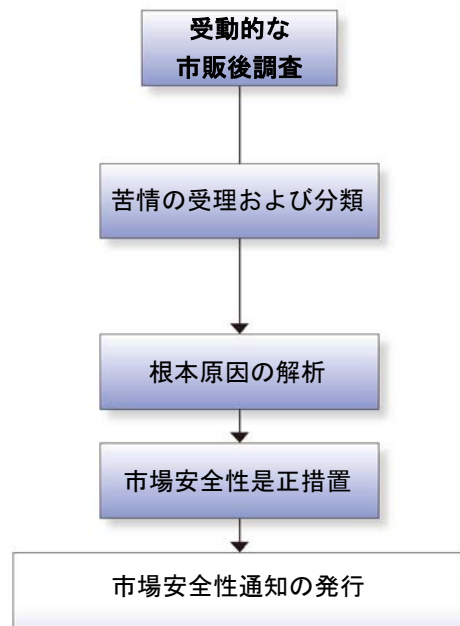 受動的な
市販後調査
苦情の受理および分類
根本原因の解析
市場安全性是正措置
市場安全性通知の発行